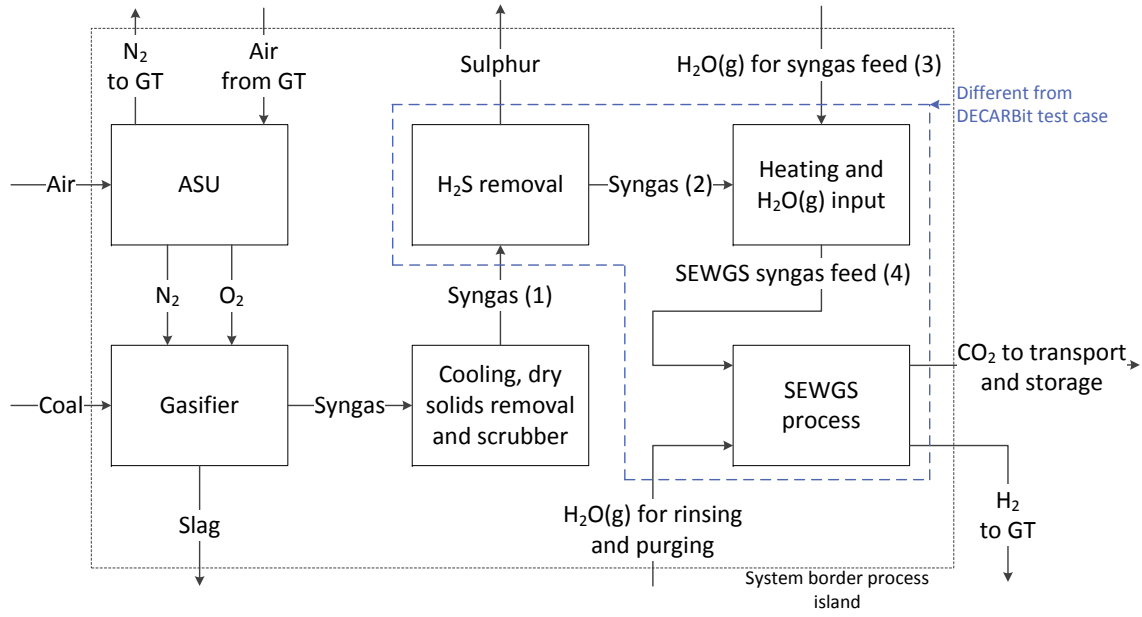 N₂
to GT
Air
from GT
Sulphur
H₂O(g) for syngas feed (3)
Different from
DECARBit test case
Air
ASU
H₂S removal
Syngas (2)
Heating and
H₂O(g) input
N₂
O₂
Syngas (1)
SEWGS syngas feed (4)
Coal
Gasifier
Syngas
Cooling, dry
solids removal
and scrubber
SEWGS
process
CO₂ to transport
and storage
Slag
H₂O(g) for rinsing
and purging
H₂
to GT
System border process
island